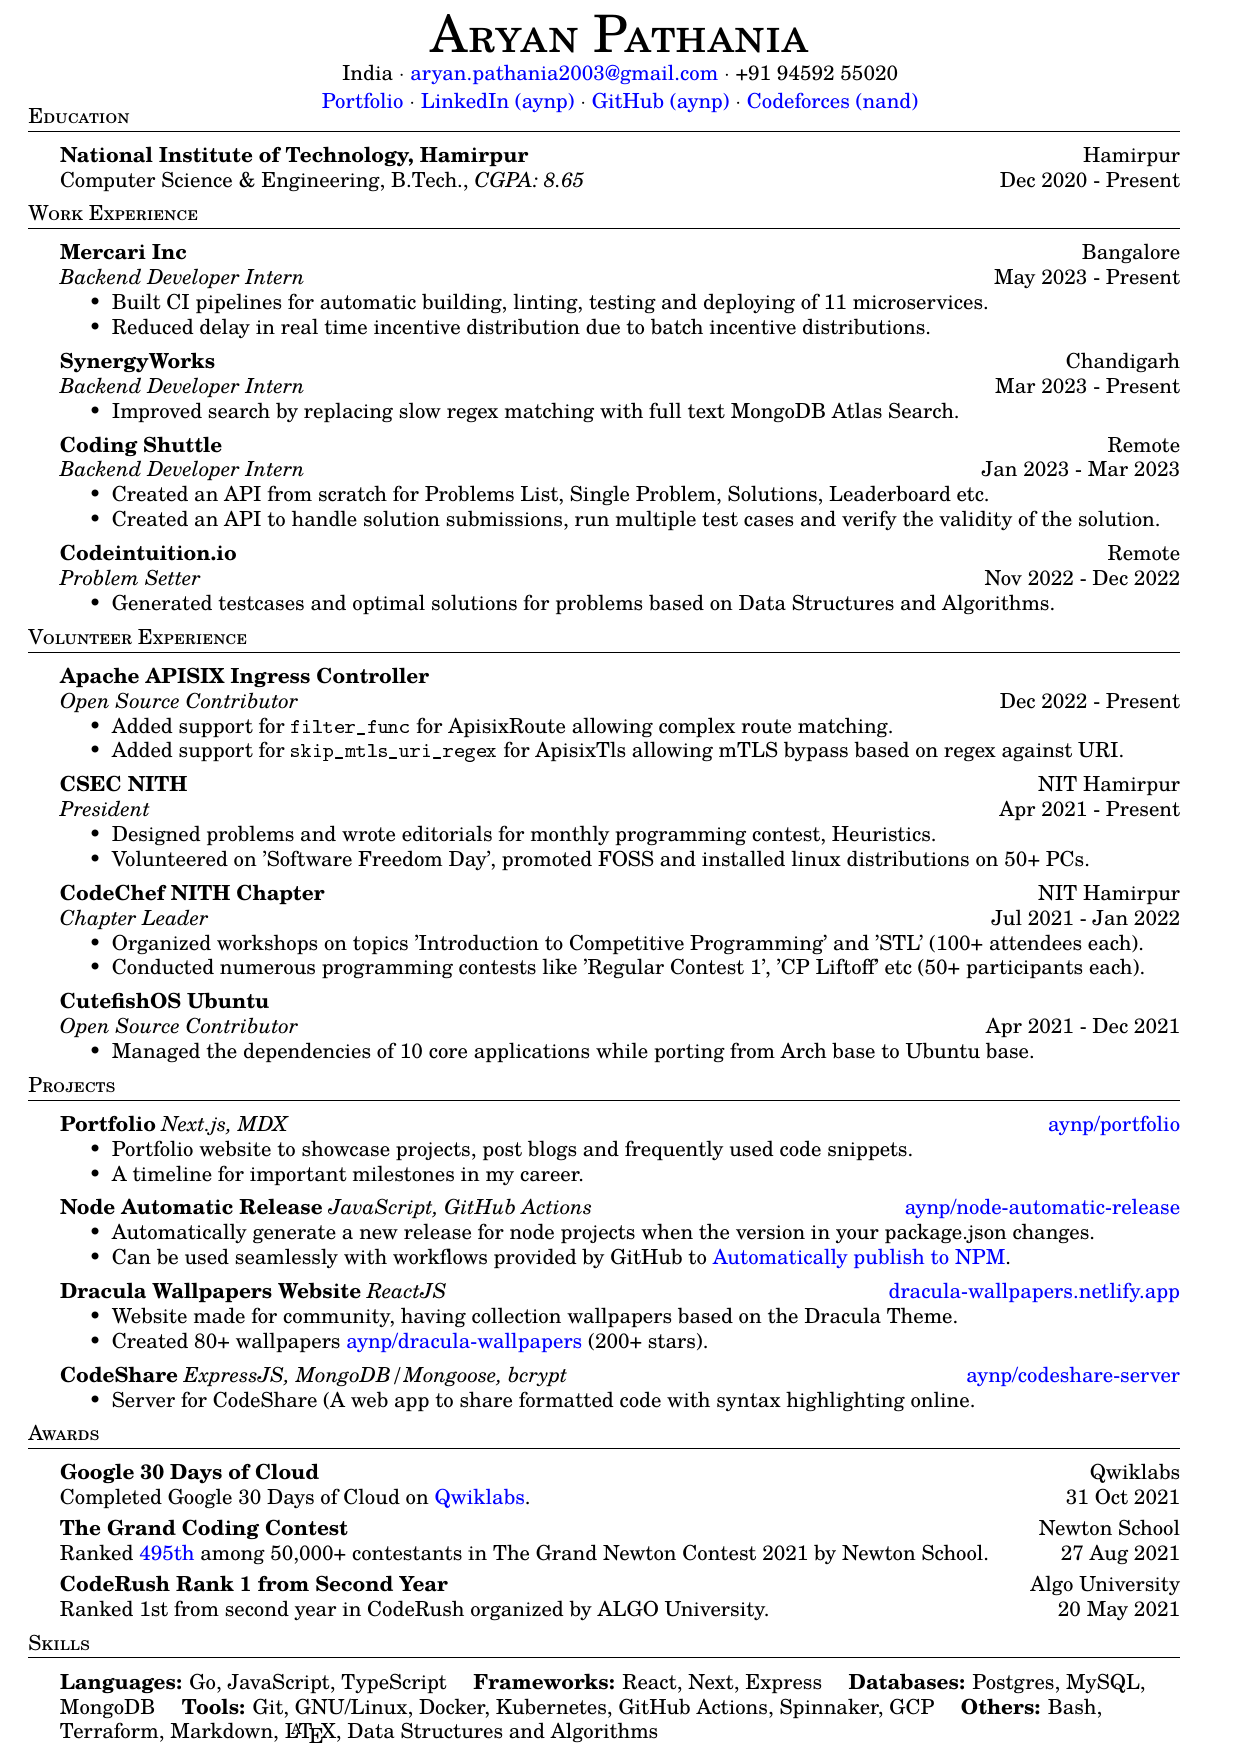 Aryan Pathania
India · aryan.pathania2003@gmail.com · +91 94592 55020
Portfolio · LinkedIn (aynp) · GitHub (aynp) · Codeforces (nand)
Education
National Institute of Technology, Hamirpur Hamirpur
Computer Science & Engineering, B.Tech., CGPA: 8.65 Dec 2020 - Present
Work Experience
Mercari Inc Bangalore
Backend Developer Intern May 2023 - Present
• Built CI pipelines for automatic building, linting, testing and deploying of 11 microservices.
• Reduced delay in real time incentive distribution due to batch incentive distributions.
SynergyWorks Chandigarh
Backend Developer Intern Mar 2023 - Present
• Improved search by replacing slow regex matching with full text MongoDB Atlas Search.
Coding Shuttle Remote
Backend Developer Intern Jan 2023 - Mar 2023
• Created an API from scratch for Problems List, Single Problem, Solutions, Leaderboard etc.
• Created an API to handle solution submissions, run multiple test cases and verify the validity of the solution.
Codeintuition.io Remote
Problem Setter Nov 2022 - Dec 2022
• Generated testcases and optimal solutions for problems based on Data Structures and Algorithms.
Volunteer Experience
Apache APISIX Ingress Controller
Open Source Contributor Dec 2022 - Present
• Added support for filter_func for ApisixRoute allowing complex route matching.
• Added support for skip_mtls_uri_regex for ApisixTls allowing mTLS bypass based on regex against URI.
CSEC NITH NIT Hamirpur
President Apr 2021 - Present
• Designed problems and wrote editorials for monthly programming contest, Heuristics.
• Volunteered on ’Software Freedom Day’, promoted FOSS and installed linux distributions on 50+ PCs.
CodeChef NITH Chapter NIT Hamirpur
Chapter Leader Jul 2021 - Jan 2022
• Organized workshops on topics ’Introduction to Competitive Programming’ and ’STL’ (100+ attendees each).
• Conducted numerous programming contests like ’Regular Contest 1’, ’CP Liftoff’ etc (50+ participants each).
CutefishOS Ubuntu
Open Source Contributor Apr 2021 - Dec 2021
• Managed the dependencies of 10 core applications while porting from Arch base to Ubuntu base.
Projects
Portfolio Next.js, MDX aynp/portfolio
• Portfolio website to showcase projects, post blogs and frequently used code snippets.
• A timeline for important milestones in my career.
Node Automatic Release JavaScript, GitHub Actions aynp/node-automatic-release
• Automatically generate a new release for node projects when the version in your package.json changes.
• Can be used seamlessly with workflows provided by GitHub to Automatically publish to NPM.
Dracula Wallpapers Website ReactJS dracula-wallpapers.netlify.app
• Website made for community, having collection wallpapers based on the Dracula Theme.
• Created 80+ wallpapers aynp/dracula-wallpapers (200+ stars).
CodeShare ExpressJS, MongoDB/Mongoose, bcrypt aynp/codeshare-server
• Server for CodeShare (A web app to share formatted code with syntax highlighting online.
Awards
Google 30 Days of Cloud Qwiklabs
Completed Google 30 Days of Cloud on Qwiklabs. 31 Oct 2021
The Grand Coding Contest Newton School
Ranked 495th among 50,000+ contestants in The Grand Newton Contest 2021 by Newton School. 27 Aug 2021
CodeRush Rank 1 from Second Year Algo University
Ranked 1st from second year in CodeRush organized by ALGO University. 20 May 2021
Skills
Languages: Go, JavaScript, TypeScript Frameworks: React, Next, Express Databases: Postgres, MySQL,
MongoDB Tools: Git, GNU/Linux, Docker, Kubernetes, GitHub Actions, Spinnaker, GCP Others: Bash,
Terraform, Markdown, LATEX, Data Structures and Algorithms